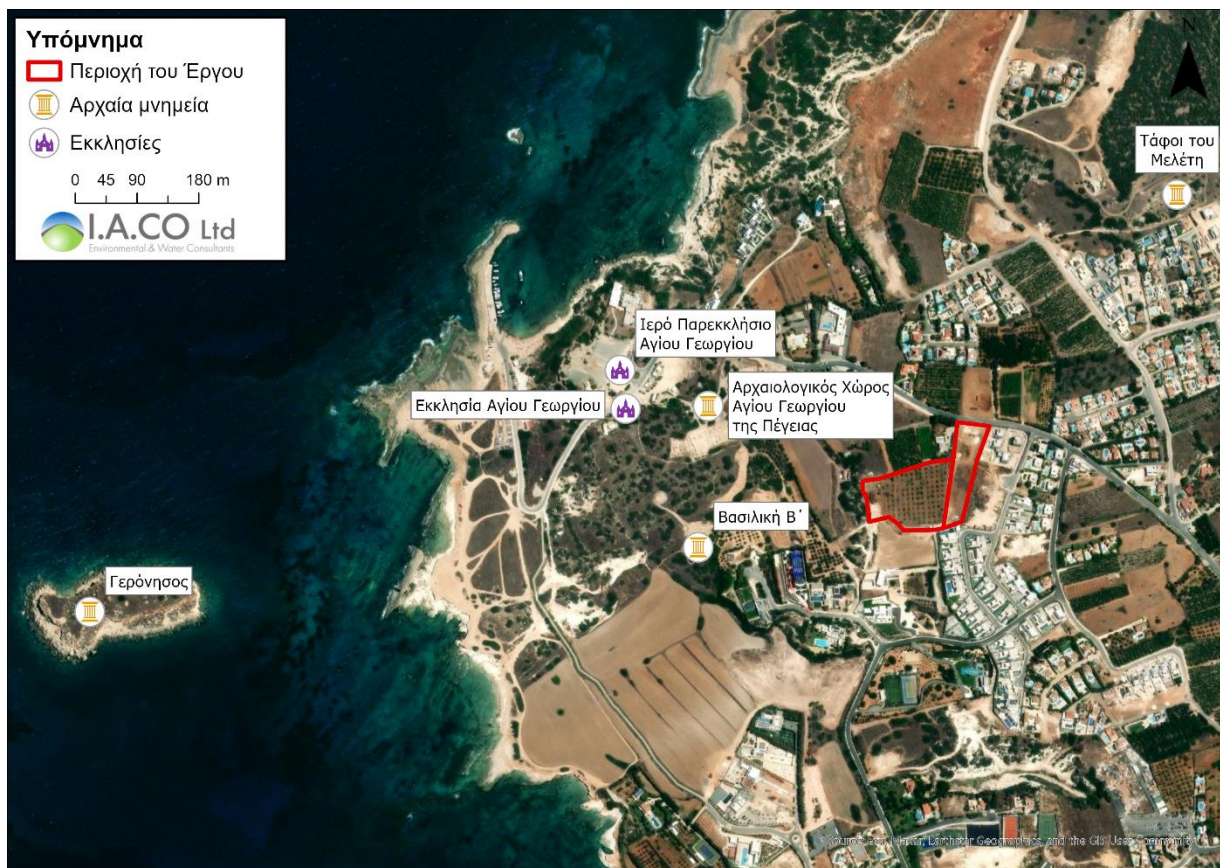 Υπόμνημα
Περιοχή του Έργου
Αρχαία μνημεία
Εκκλησίες
0 45 90 180 m
I.A.CO Ltd
Environmental & Water Consultants
N
Τάφοι του
Μελέτη
Ιερό Παρεκκλήσιο
Αγίου Γεωργίου
Εκκλησία Αγίου Γεωργίου
Αρχαιολογικός Χώρος
Αγίου Γεωργίου
της Πέγειας
Βασιλική Β΄
Γερόνησος
Source: Esri, Maxar, Earthstar Geographics, and the GIS User Community